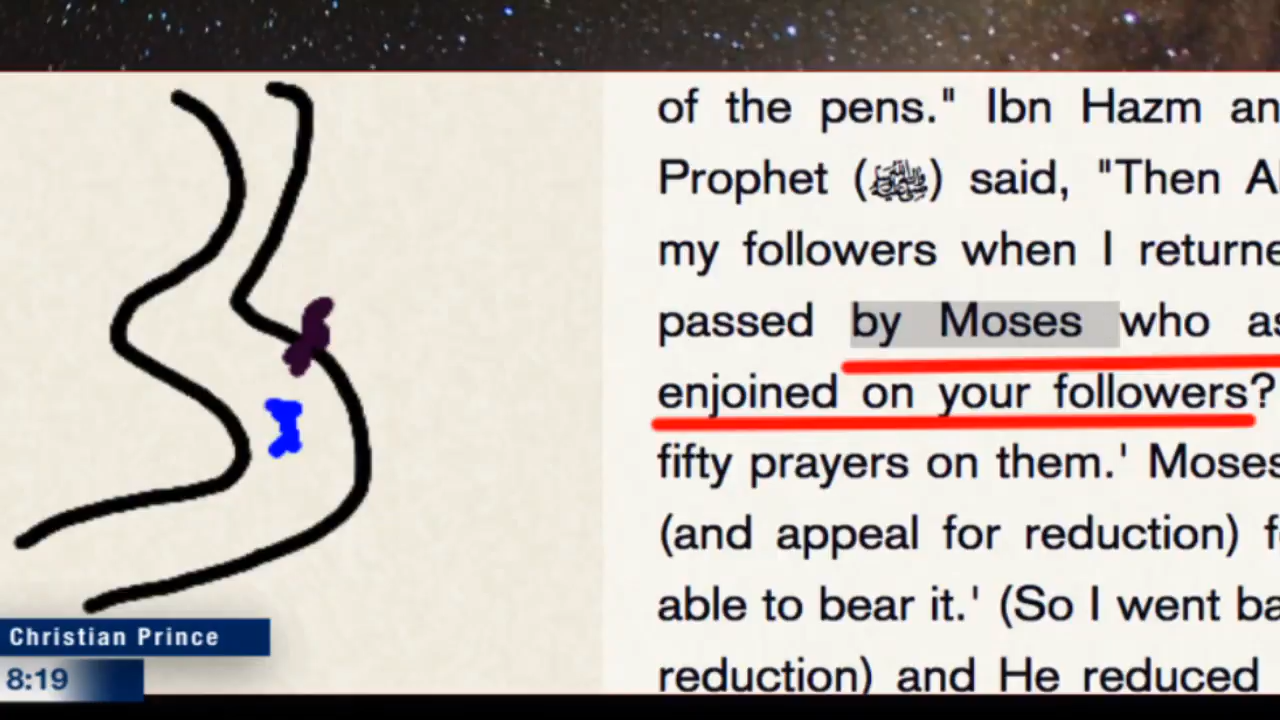 of the pens." Ibn Hazm an
Prophet (ﷺ) said, "Then Al
my followers when I returne
passed by Moses who as
enjoined on your followers?
fifty prayers on them.' Moses
(and appeal for reduction) f
able to bear it.' (So I went ba
reduction) and He reduced
Christian Prince
8:19